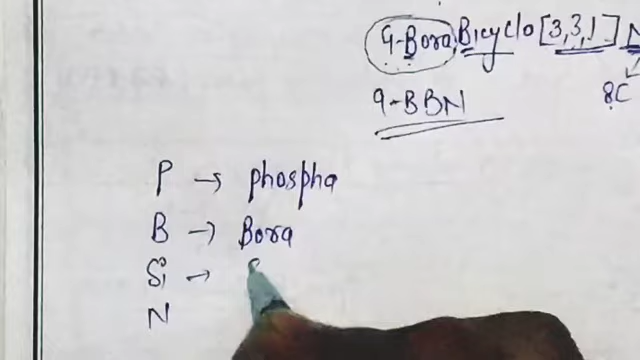 9-Bora Bicyclo [3,3,1] N
8C
9-BBN
P → phospha
B → Bora
Si → S
N